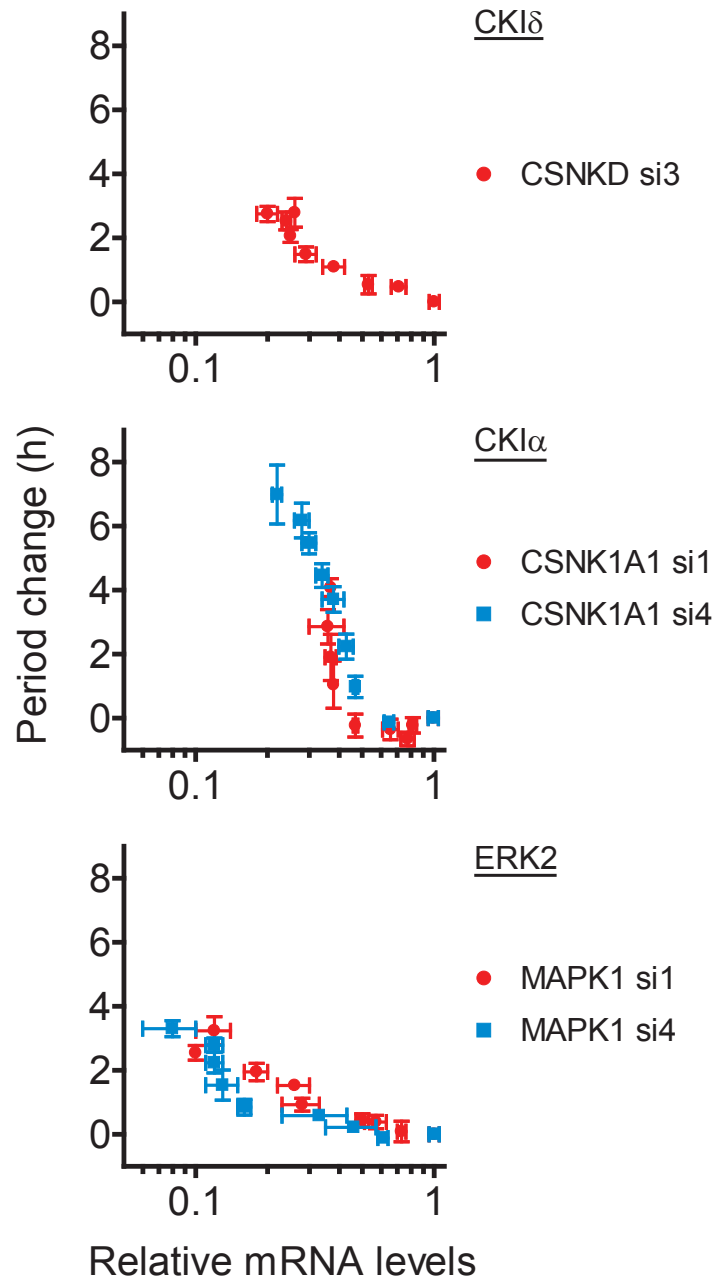 CKIδ
8
6
4
2
0
CSNKD si3
0.1 1
CKIα
8
6
4
2
0
CSNK1A1 si1
CSNK1A1 si4
0.1 1
Period change (h)
ERK2
8
6
4
2
0
MAPK1 si1
MAPK1 si4
0.1 1
Relative mRNA levels